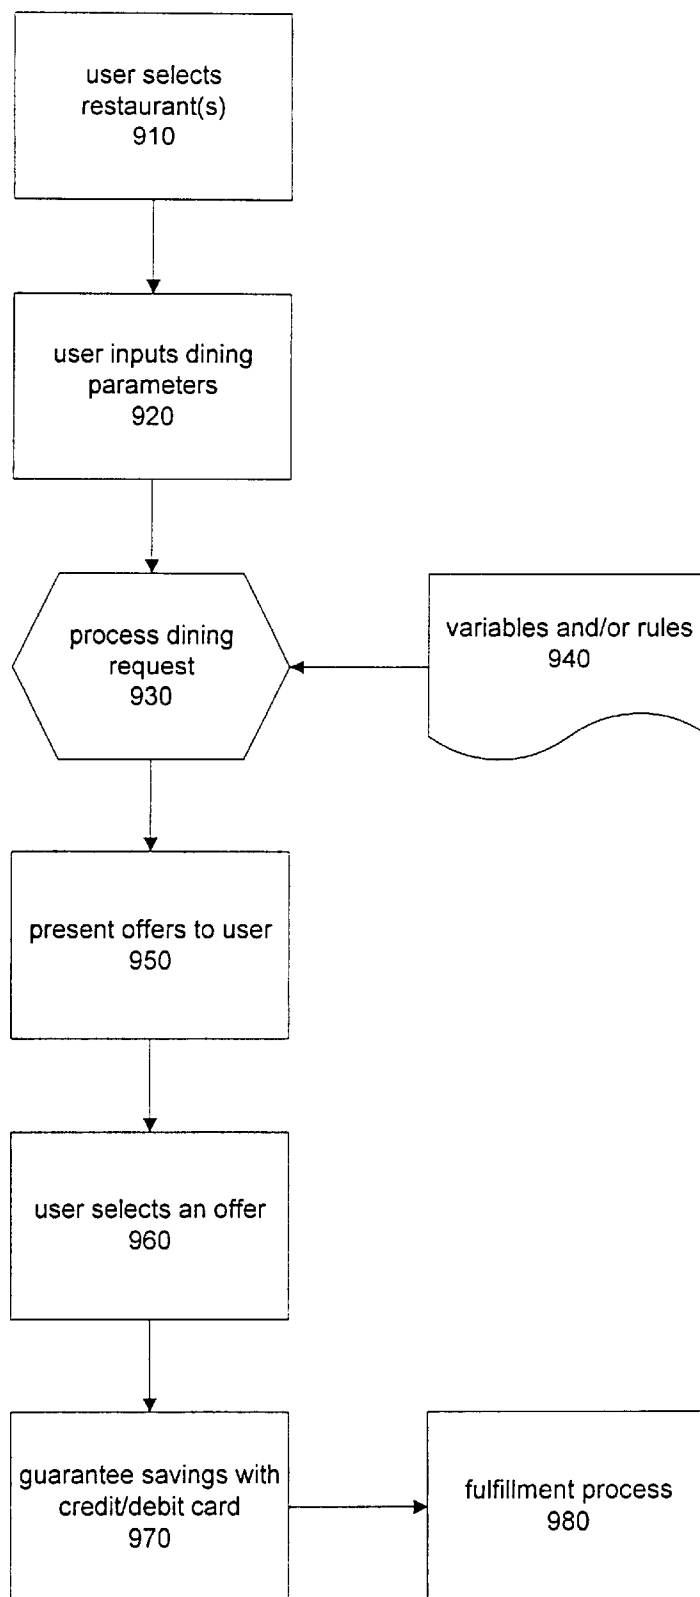 user selects
restaurant(s)
910
user inputs dining
parameters
920
process dining
request
930
variables and/or rules
940
present offers to user
950
user selects an offer
960
guarantee savings with
credit/debit card
970
fulfillment process
980